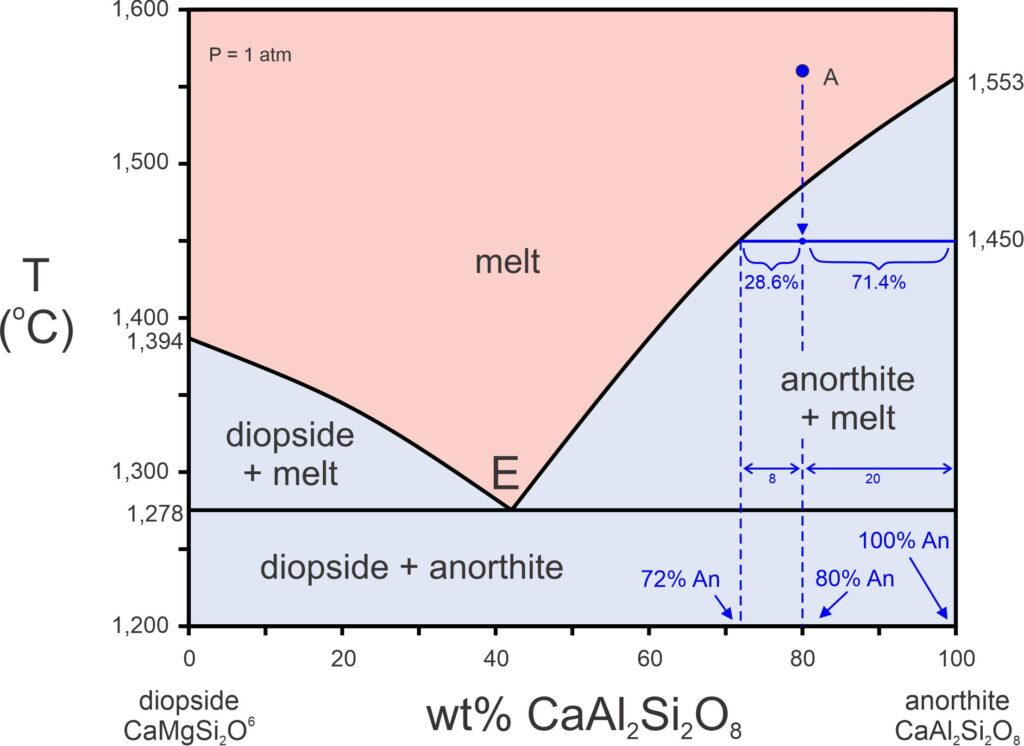 1,600
P = 1 atm
A
1,553
1,500
melt
1,450
28.6% 71.4%
T
(°C)
1,400
1,394
anorthite
+ melt
diopside
+ melt
1,300
E
8 20
1,278
100% An
diopside + anorthite
72% An 80% An
1,200
0 20 40 60 80 100
diopside
CaMgSi₂O⁶
wt% CaAl₂Si₂O₈
anorthite
CaAl₂Si₂O₈